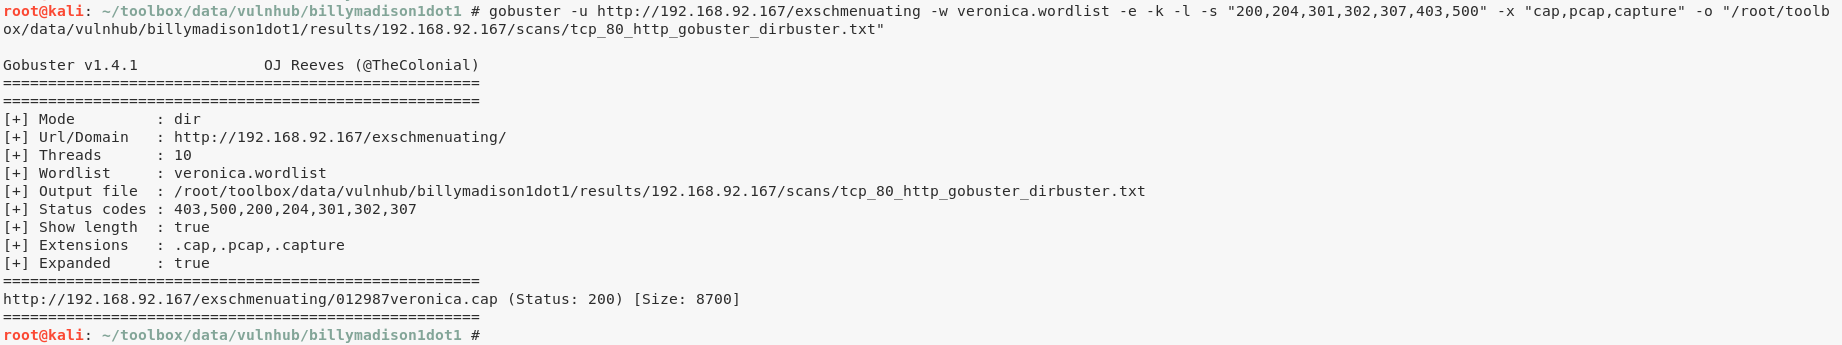 root@kali: ~/toolbox/data/vulnhub/billymadison1dot1 # gobuster -u http://192.168.92.167/exschmenuating -w veronica.wordlist -e -k -l -s "200,204,301,302,307,403,500" -x "cap,pcap,capture" -o "/root/toolb
ox/data/vulnhub/billymadison1dot1/results/192.168.92.167/scans/tcp_80_http_gobuster_dirbuster.txt"
Gobuster v1.4.1              OJ Reeves (@TheColonial)
=====================================================
=====================================================
[+] Mode         : dir
[+] Url/Domain   : http://192.168.92.167/exschmenuating/
[+] Threads      : 10
[+] Wordlist     : veronica.wordlist
[+] Output file  : /root/toolbox/data/vulnhub/billymadison1dot1/results/192.168.92.167/scans/tcp_80_http_gobuster_dirbuster.txt
[+] Status codes : 403,500,200,204,301,302,307
[+] Show length  : true
[+] Extensions   : .cap,.pcap,.capture
[+] Expanded     : true
=====================================================
http://192.168.92.167/exschmenuating/012987veronica.cap (Status: 200) [Size: 8700]
=====================================================
root@kali: ~/toolbox/data/vulnhub/billymadison1dot1 #